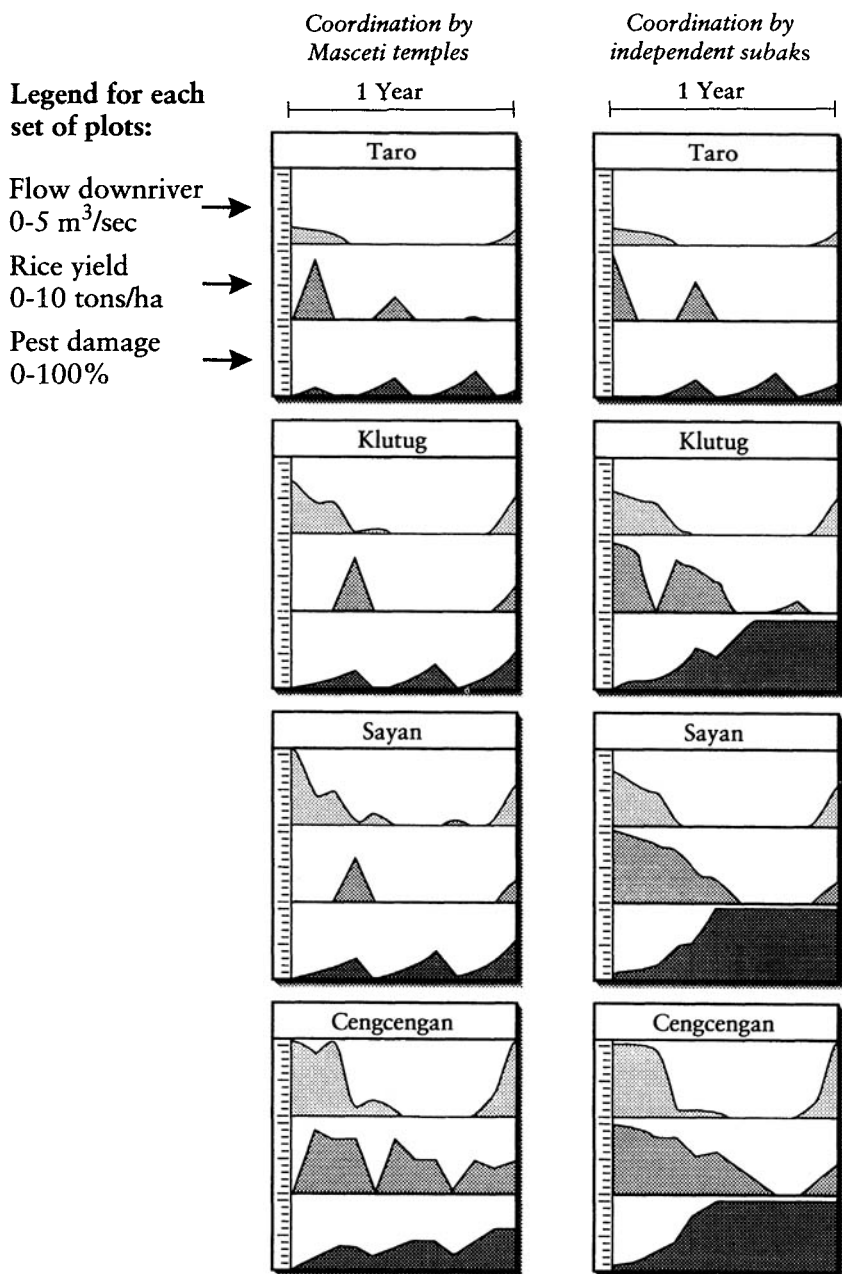 Coordination by
Masceti temples
Coordination by
independent subaks
1 Year
1 Year
Legend for each
set of plots:
Flow downriver
0-5 m³/sec
Rice yield
0-10 tons/ha
Pest damage
0-100%
Taro
Taro
Klutug
Klutug
Sayan
Sayan
Cengcengan
Cengcengan